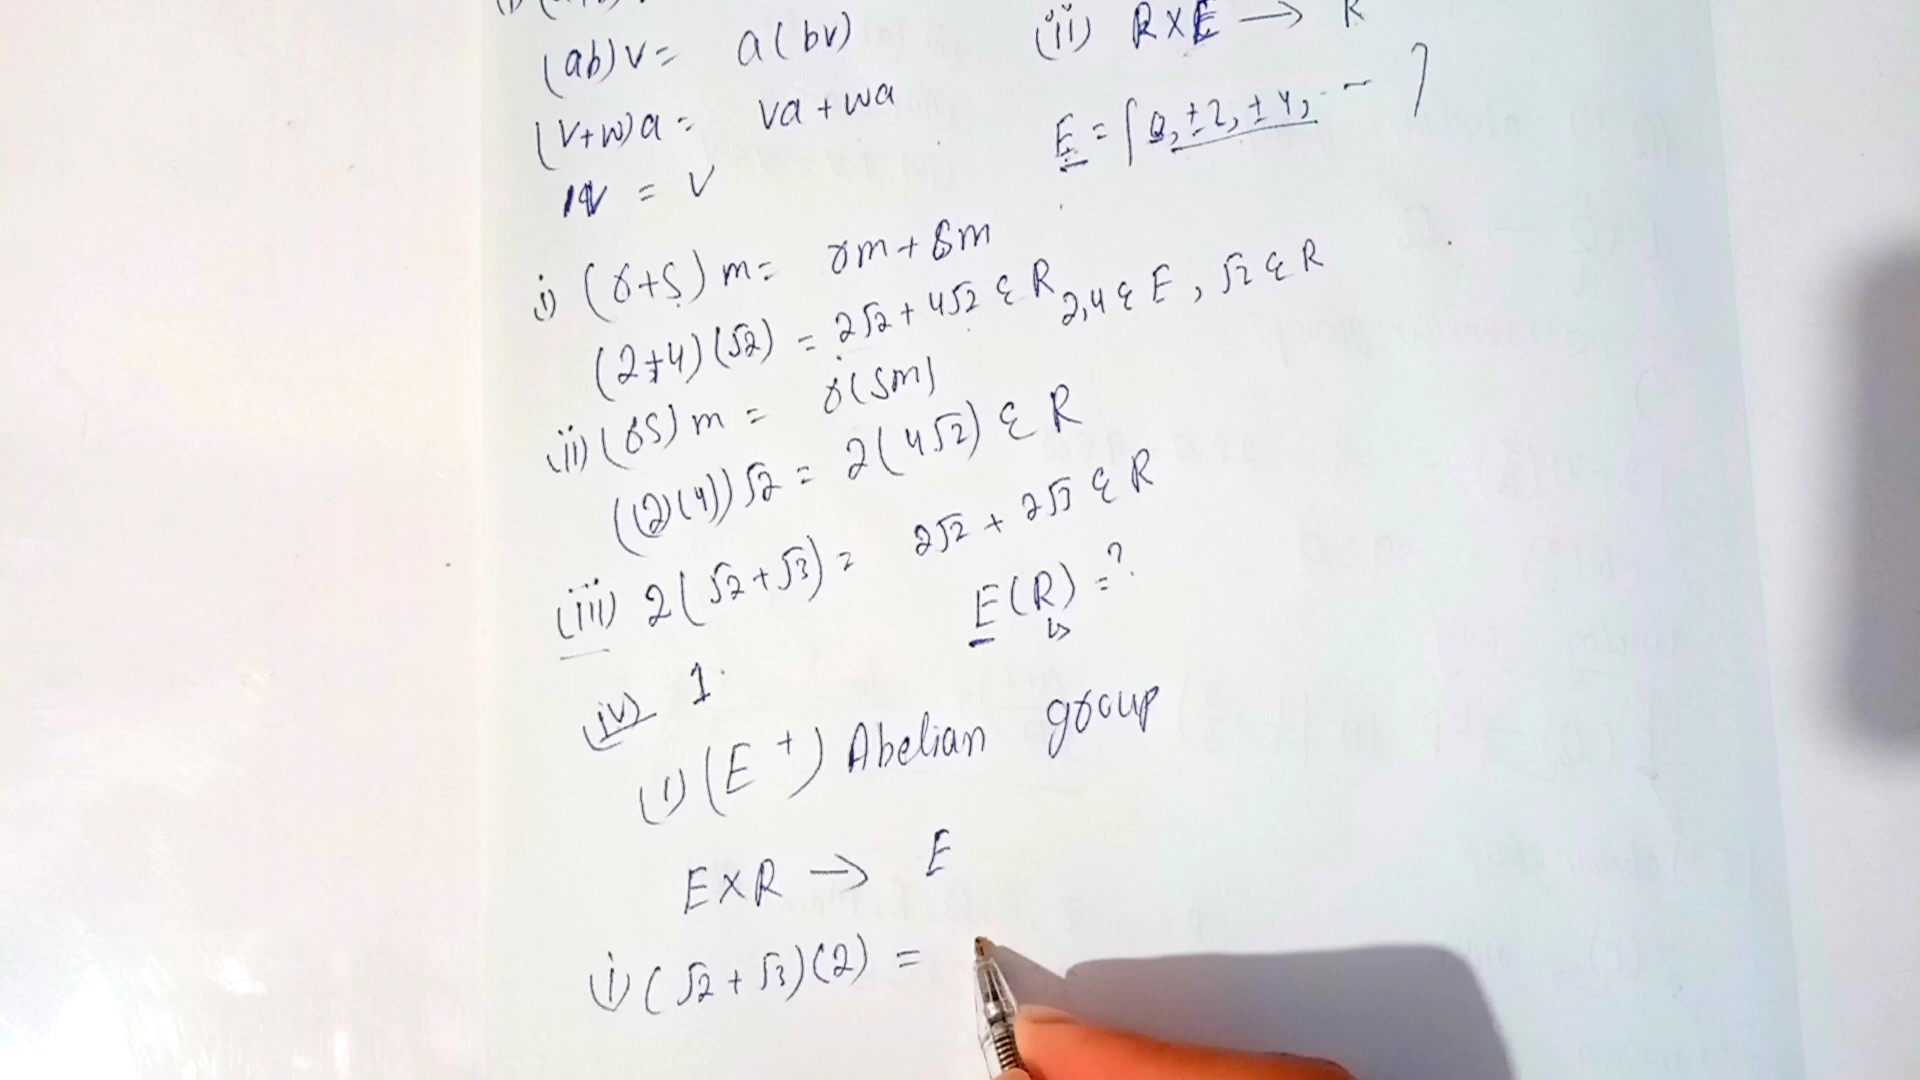 (ab)v = a(bv)
(ii) R×E → R
(v+w)a = va+wa
E = {0, ±2, ±4, -- }
1v = v
i) (r+s)m = rm+sm
(2+4)(√2) = 2√2+4√2 ∈ R 2,4 ∈ E, √2 ∈ R
ii) (rs)m = r(sm)
((2)(4))√2 = 2(4√2) ∈ R
(iii) 2(√2+√3) = 2√2 + 2√3 ∈ R
E(R) = ?
(iv) 1.
(i) (E +) Abelian group
E×R → E
(i) (√2+√3)(2) =